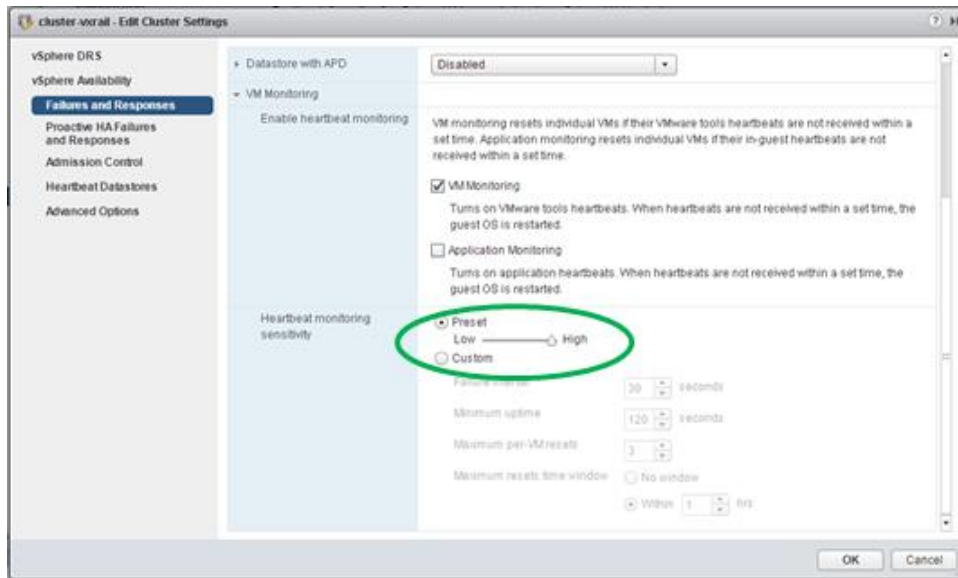 cluster-vxrail - Edit Cluster Settings
?
vSphere DRS
vSphere Availability
Failures and Responses
Proactive HA Failures
and Responses
Admission Control
Heartbeat Datastores
Advanced Options
Datastore with APD
Disabled
VM Monitoring
Enable heartbeat monitoring
VM monitoring resets individual VMs if their VMware tools heartbeats are not received within a
set time. Application monitoring resets individual VMs if their in-guest heartbeats are not
received within a set time.
VM Monitoring
Turns on VMware tools heartbeats. When heartbeats are not received within a set time, the
guest OS is restarted.
Application Monitoring
Turns on application heartbeats. When heartbeats are not received within a set time, the
guest OS is restarted.
Heartbeat monitoring
sensitivity
Preset
Low High
Custom
Failure interval
30 seconds
Minimum uptime
120 seconds
Maximum per-VM resets
3
Maximum resets time window
No window
Within 1 hrs
OK
Cancel